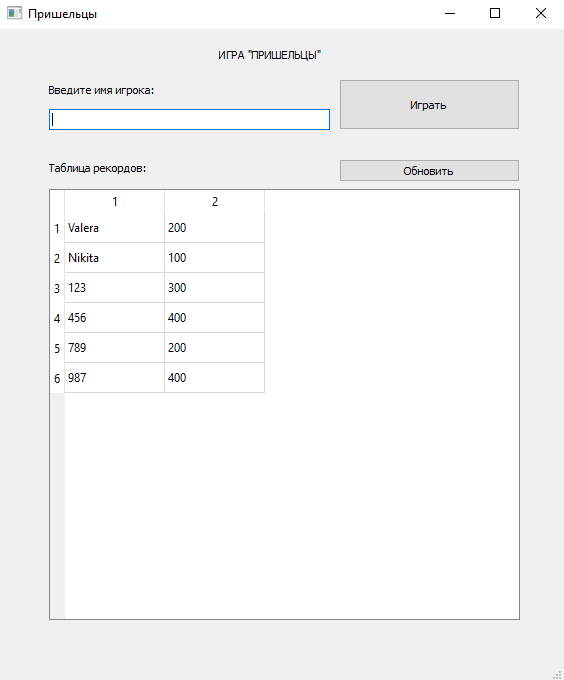 Пришельцы
ИГРА "ПРИШЕЛЬЦЫ"
Введите имя игрока:
Играть
Таблица рекордов:
Обновить
1 2
1 Valera 200
2 Nikita 100
3 123 300
4 456 400
5 789 200
6 987 400